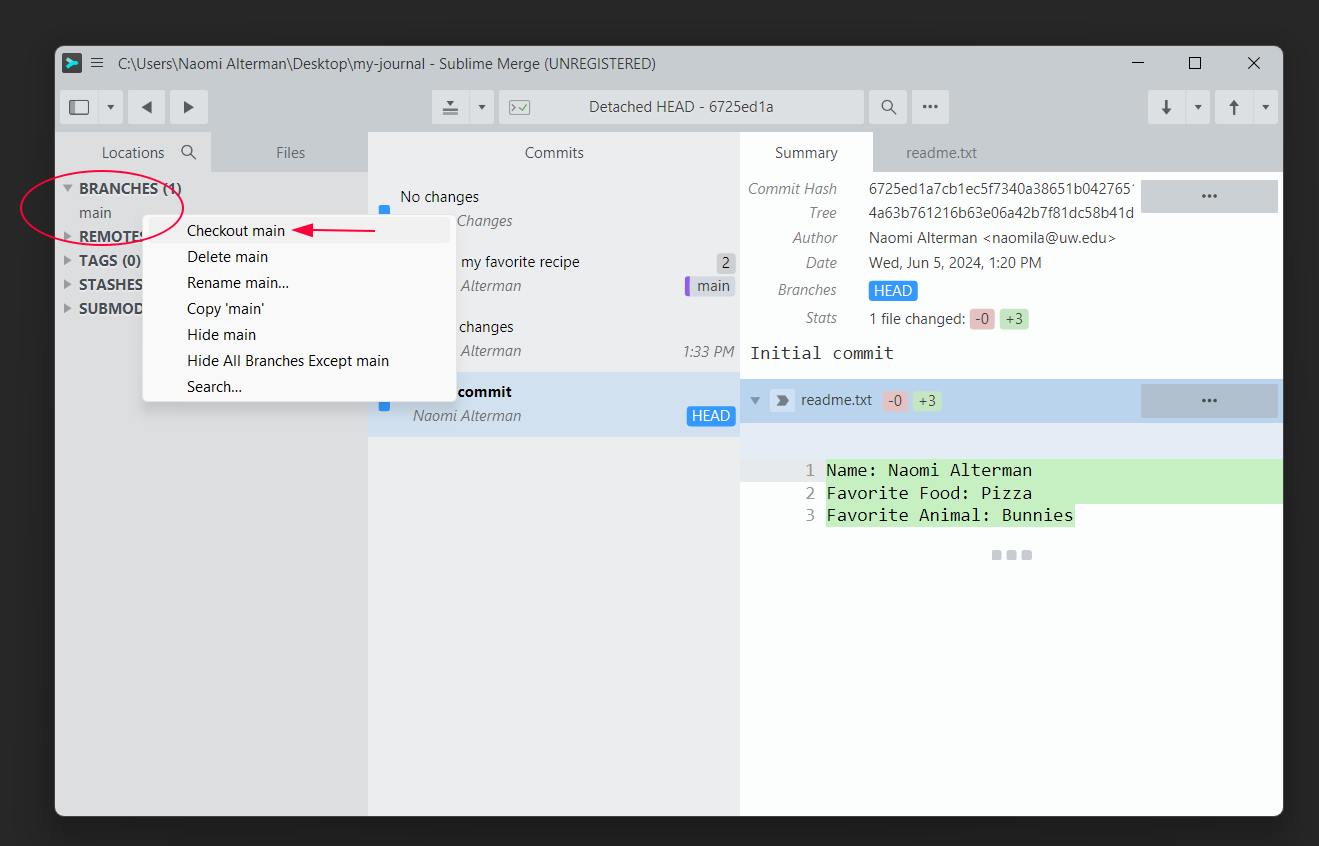 C:\Users\Naomi Alterman\Desktop\my-journal - Sublime Merge (UNREGISTERED)
Detached HEAD - 6725ed1a
Locations
Files
BRANCHES (1)
main
REMOTES
TAGS (0)
STASHES
SUBMOD
Checkout main
Delete main
Rename main...
Copy 'main'
Hide main
Hide All Branches Except main
Search...
Commits
No changes
Changes
my favorite recipe 2
Alterman main
changes
Alterman 1:33 PM
commit
Naomi Alterman HEAD
Summary
readme.txt
Commit Hash 6725ed1a7cb1ec5f7340a38651b042765
Tree 4a63b761216b63e06a42b7f81dc58b41d
Author Naomi Alterman <naomila@uw.edu>
Date Wed, Jun 5, 2024, 1:20 PM
Branches HEAD
Stats 1 file changed: -0 +3
Initial commit
readme.txt -0 +3
1 Name: Naomi Alterman
2 Favorite Food: Pizza
3 Favorite Animal: Bunnies